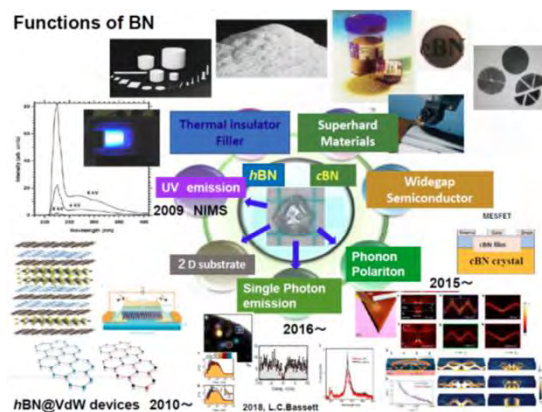 Functions of BN
cBN
Thermal insulator
Filler
Superhard
Materials
hBN
cBN
UV emission
2009 NIMS
Widegap
Semiconductor
MESFET
cBN film
cBN crystal
2D substrate
Phonon
Polariton
Single Photon
emission
2015~
2016~
hBN@VdW devices 2010~
2018, L.C.Bassett